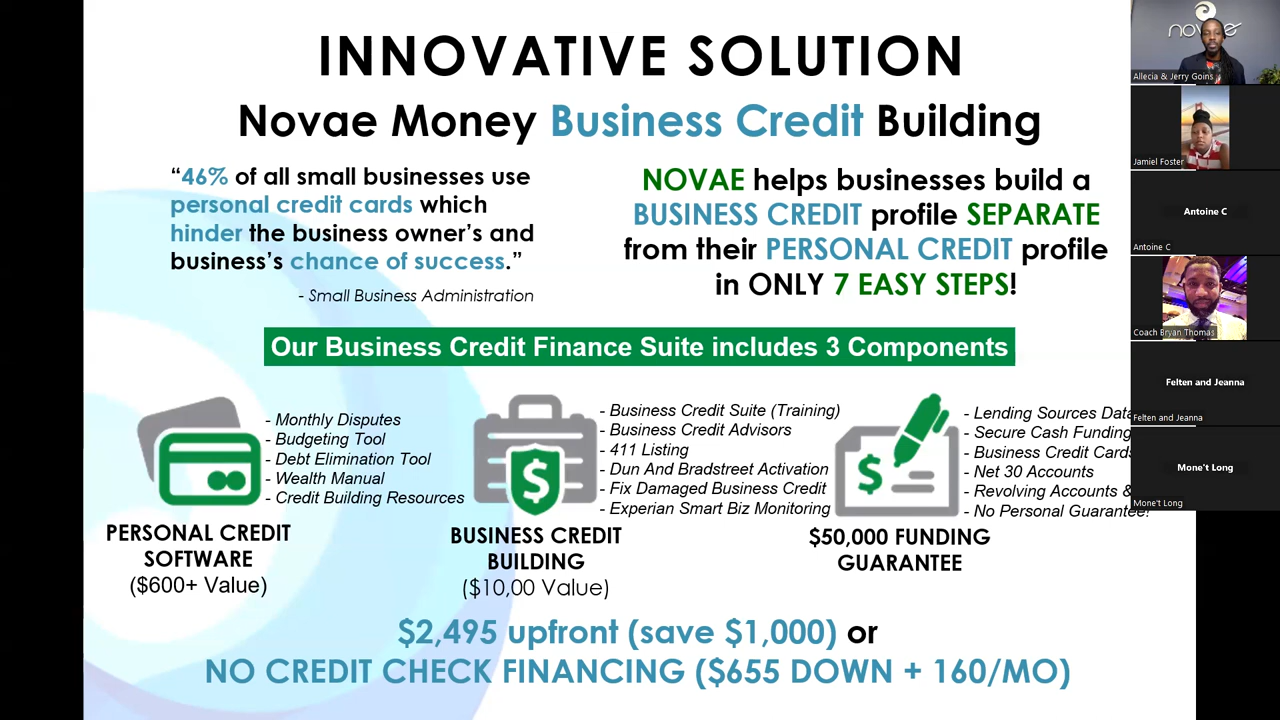 INNOVATIVE SOLUTION
Novae Money Business Credit Building
“46% of all small businesses use
personal credit cards which
hinder the business owner’s and
business’s chance of success.”
- Small Business Administration
NOVAE helps businesses build a
BUSINESS CREDIT profile SEPARATE
from their PERSONAL CREDIT profile
in ONLY 7 EASY STEPS!
Our Business Credit Finance Suite includes 3 Components
- Monthly Disputes
- Budgeting Tool
- Debt Elimination Tool
- Wealth Manual
- Credit Building Resources
PERSONAL CREDIT
SOFTWARE
($600+ Value)
- Business Credit Suite (Training)
- Business Credit Advisors
- 411 Listing
- Dun And Bradstreet Activation
- Fix Damaged Business Credit
- Experian Smart Biz Monitoring
$
BUSINESS CREDIT
BUILDING
($10,00 Value)
- Lending Sources Data
- Secure Cash Funding
- Business Credit Cards
- Net 30 Accounts
- Revolving Accounts &
- No Personal Guarantee!
$
$50,000 FUNDING
GUARANTEE
$2,495 upfront (save $1,000) or
NO CREDIT CHECK FINANCING ($655 DOWN + 160/MO)
novae
Allecia & Jerry Goins
Jamiel Foster
Antoine C
Antoine C
Coach Bryan Thomas
Felten and Jeanna
Felten and Jeanna
Mone't Long
Mone't Long